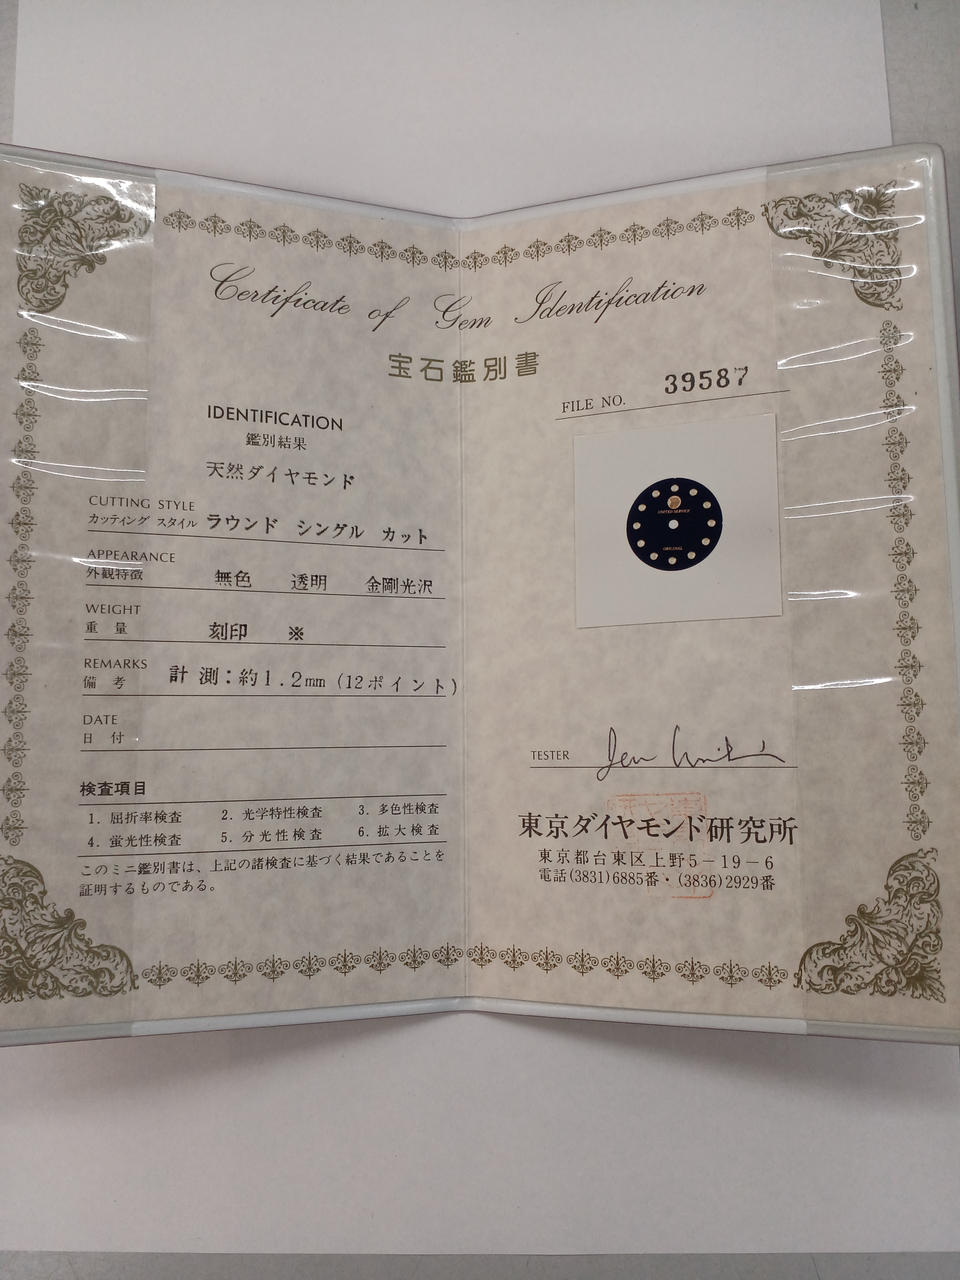 Certificate of Gem Identification
宝石鑑別書
IDENTIFICATION
鑑別結果
天然ダイヤモンド
CUTTING STYLE
カッティング スタイル ラウンド シングル カット
APPEARANCE
外観特徴 無色 透明 金剛光沢
WEIGHT
重量 刻印 ※
REMARKS
備考 計測:約1.2mm (12ポイント)
DATE
日付
検査項目
1. 屈折率検査 2. 光学特性検査 3. 多色性検査
4. 蛍光性検査 5. 分光性検査 6. 拡大検査
このミニ鑑別書は、上記の諸検査に基づく結果であることを
証明するものである。
FILE NO. 39587
UNITED SERVICE
ORIGINAL
TESTER
東京ダイヤモンド研究所
東京都台東区上野5-19-6
電話(3831)6885番・(3836)2929番